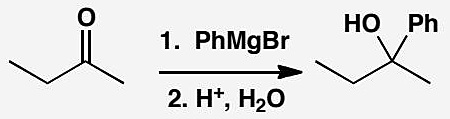 O
1. PhMgBr
2. H⁺, H₂O
HO Ph